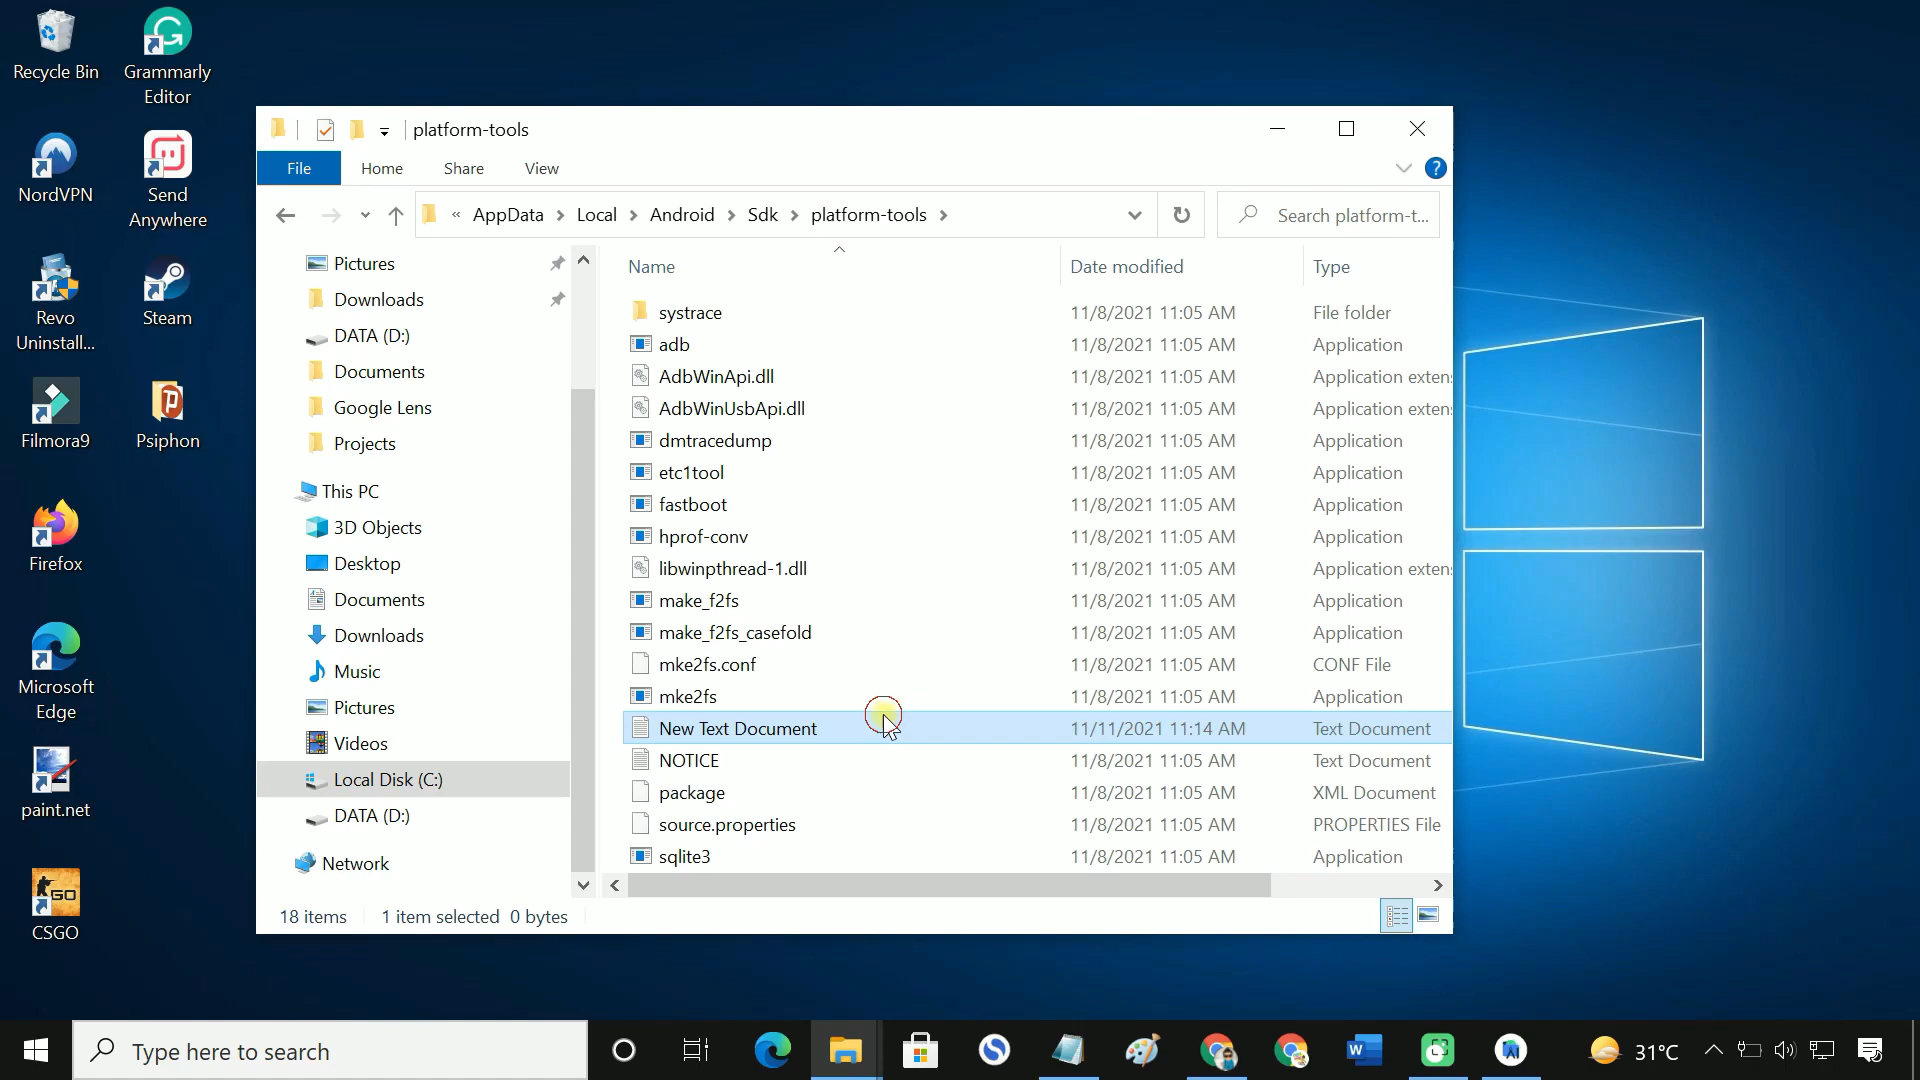 Recycle Bin
Grammarly
Editor
NordVPN
Send
Anywhere
Revo
Uninstall...
Steam
Filmora9
Psiphon
Firefox
Microsoft
Edge
paint.net
GO
CSGO
platform-tools
File
Home
Share
View
?
« AppData > Local > Android > Sdk > platform-tools >
Search platform-t...
Pictures
Downloads
DATA (D:)
Documents
Google Lens
Projects
This PC
3D Objects
Desktop
Documents
Downloads
Music
Pictures
Videos
Local Disk (C:)
DATA (D:)
Network
Name Date modified Type
systrace 11/8/2021 11:05 AM File folder
adb 11/8/2021 11:05 AM Application
AdbWinApi.dll 11/8/2021 11:05 AM Application exten
AdbWinUsbApi.dll 11/8/2021 11:05 AM Application exten
dmtracedump 11/8/2021 11:05 AM Application
etc1tool 11/8/2021 11:05 AM Application
fastboot 11/8/2021 11:05 AM Application
hprof-conv 11/8/2021 11:05 AM Application
libwinpthread-1.dll 11/8/2021 11:05 AM Application exten
make_f2fs 11/8/2021 11:05 AM Application
make_f2fs_casefold 11/8/2021 11:05 AM Application
mke2fs.conf 11/8/2021 11:05 AM CONF File
mke2fs 11/8/2021 11:05 AM Application
New Text Document 11/11/2021 11:14 AM Text Document
NOTICE 11/8/2021 11:05 AM Text Document
package 11/8/2021 11:05 AM XML Document
source.properties 11/8/2021 11:05 AM PROPERTIES File
sqlite3 11/8/2021 11:05 AM Application
18 items 1 item selected 0 bytes
Type here to search
31°C